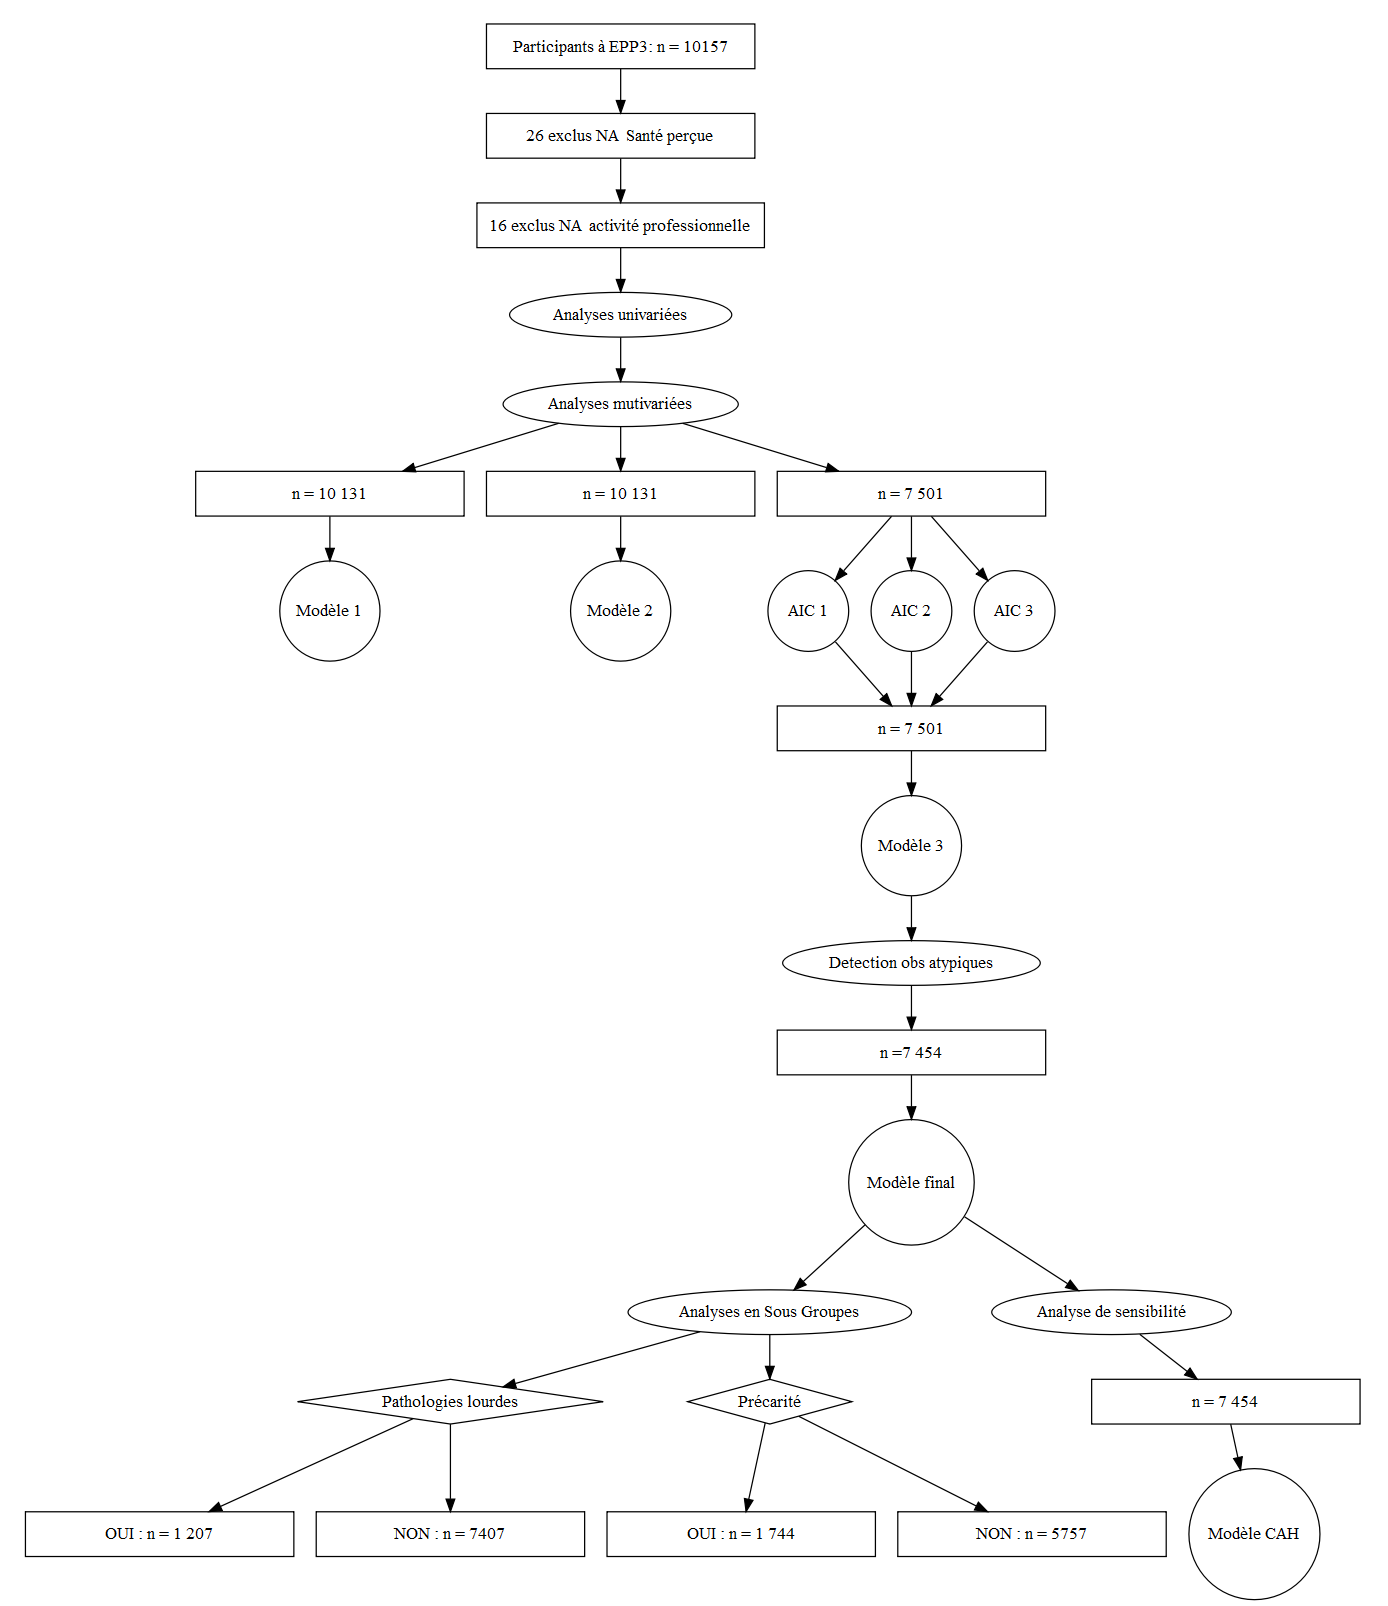 Participants à EPP3: n = 10157
26 exclus NA Santé perçue
16 exclus NA activité professionnelle
Analyses univariées
Analyses mutivariées
n = 10 131
n = 10 131
n = 7 501
Modèle 1
Modèle 2
AIC 1
AIC 2
AIC 3
n = 7 501
Modèle 3
Detection obs atypiques
n =7 454
Modèle final
Analyses en Sous Groupes
Analyse de sensibilité
Pathologies lourdes
Précarité
n = 7 454
OUI : n = 1 207
NON : n = 7407
OUI : n = 1 744
NON : n = 5757
Modèle CAH